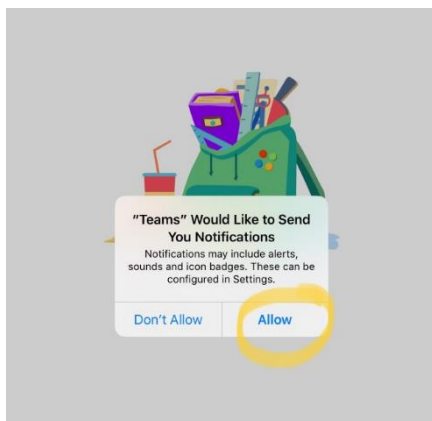 "Teams" Would Like to Send
You Notifications
Notifications may include alerts,
sounds and icon badges. These can be
configured in Settings.
Don't Allow
Allow